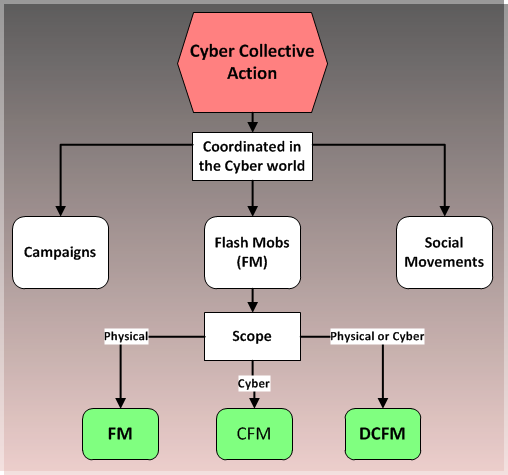 Cyber Collective
Action
Coordinated in
the Cyber world
Campaigns
Flash Mobs
(FM)
Social
Movements
Physical
Scope
Physical or Cyber
Cyber
FM
CFM
DCFM